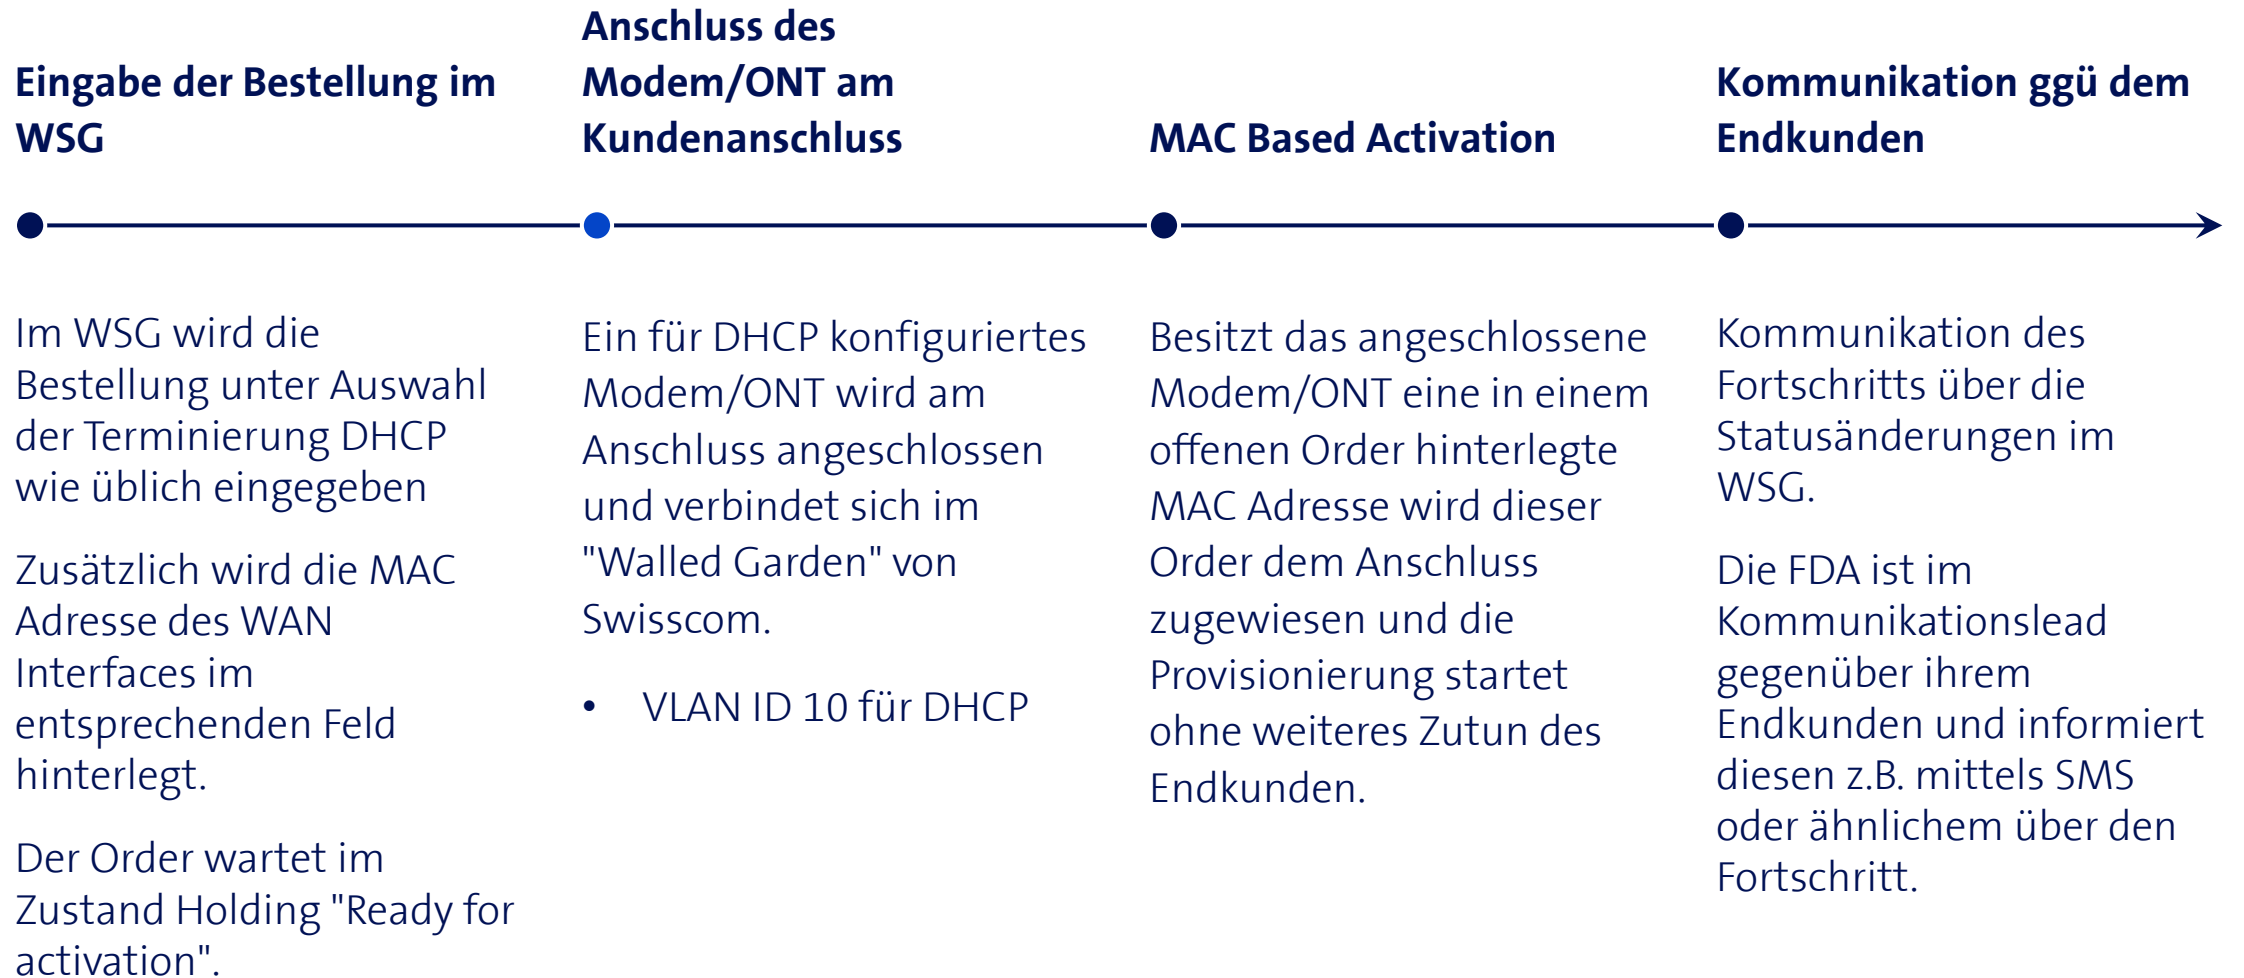 Eingabe der Bestellung im
WSG
Im WSG wird die
Bestellung unter Auswahl
der Terminierung DHCP
wie üblich eingegeben
Zusätzlich wird die MAC
Adresse des WAN
Interfaces im
entsprechenden Feld
hinterlegt.
Der Order wartet im
Zustand Holding "Ready for
activation".
Anschluss des
Modem/ONT am
Kundenanschluss
Ein für DHCP konfiguriertes
Modem/ONT wird am
Anschluss angeschlossen
und verbindet sich im
"Walled Garden" von
Swisscom.
• VLAN ID 10 für DHCP
MAC Based Activation
Besitzt das angeschlossene
Modem/ONT eine in einem
offenen Order hinterlegte
MAC Adresse wird dieser
Order dem Anschluss
zugewiesen und die
Provisionierung startet
ohne weiteres Zutun des
Endkunden.
Kommunikation ggü dem
Endkunden
Kommunikation des
Fortschritts über die
Statusänderungen im
WSG.
Die FDA ist im
Kommunikationslead
gegenüber ihrem
Endkunden und informiert
diesen z.B. mittels SMS
oder ähnlichem über den
Fortschritt.